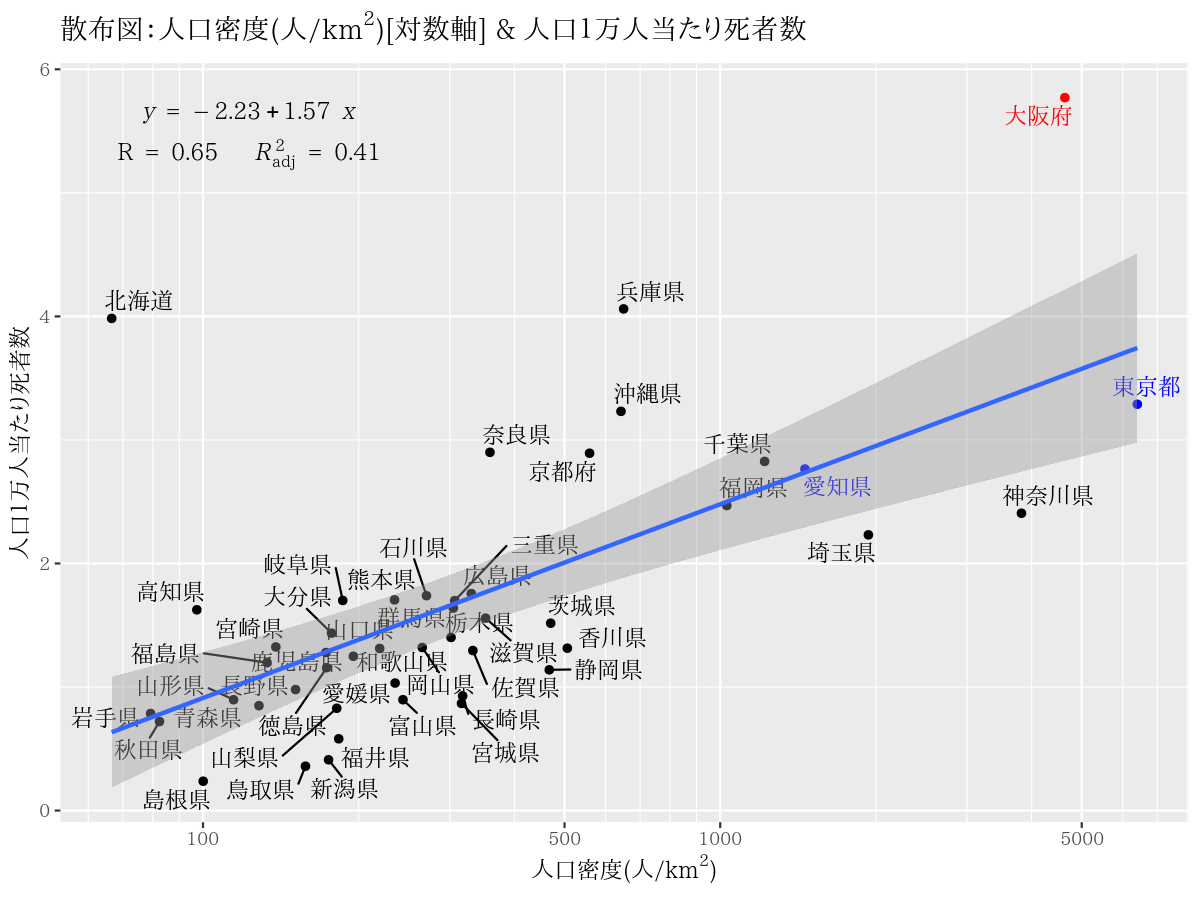 散布図：人口密度(人/km²)[対数軸] & 人口1万人当たり死者数
6
y = −2.23+1.57 x
R = 0.65 R²adj = 0.41
大阪府
北海道
兵庫県
4
人口1万人当たり死者数
沖縄県
東京都
奈良県
京都府
千葉県
福岡県
愛知県
神奈川県
埼玉県
石川県
三重県
2
岐阜県
熊本県
広島県
高知県
大分県
茨城県
宮崎県
山口県
群馬県
栃木県
香川県
福島県
鹿児島県
和歌山県
滋賀県
静岡県
山形県
長野県
愛媛県
岡山県
佐賀県
岩手県
青森県
徳島県
富山県
長崎県
秋田県
山梨県
福井県
宮城県
島根県
鳥取県
新潟県
0
100
500
1000
5000
人口密度(人/km²)